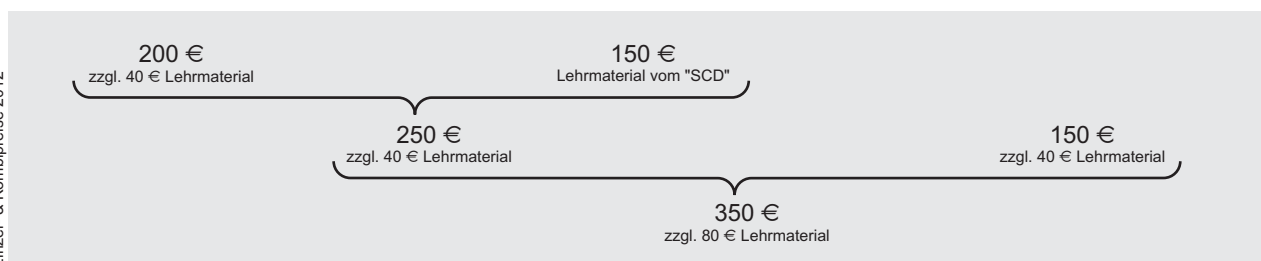 200 €
zzgl. 40 € Lehrmaterial
150 €
Lehrmaterial vom "SCD"
250 €
zzgl. 40 € Lehrmaterial
150 €
zzgl. 40 € Lehrmaterial
350 €
zzgl. 80 € Lehrmaterial